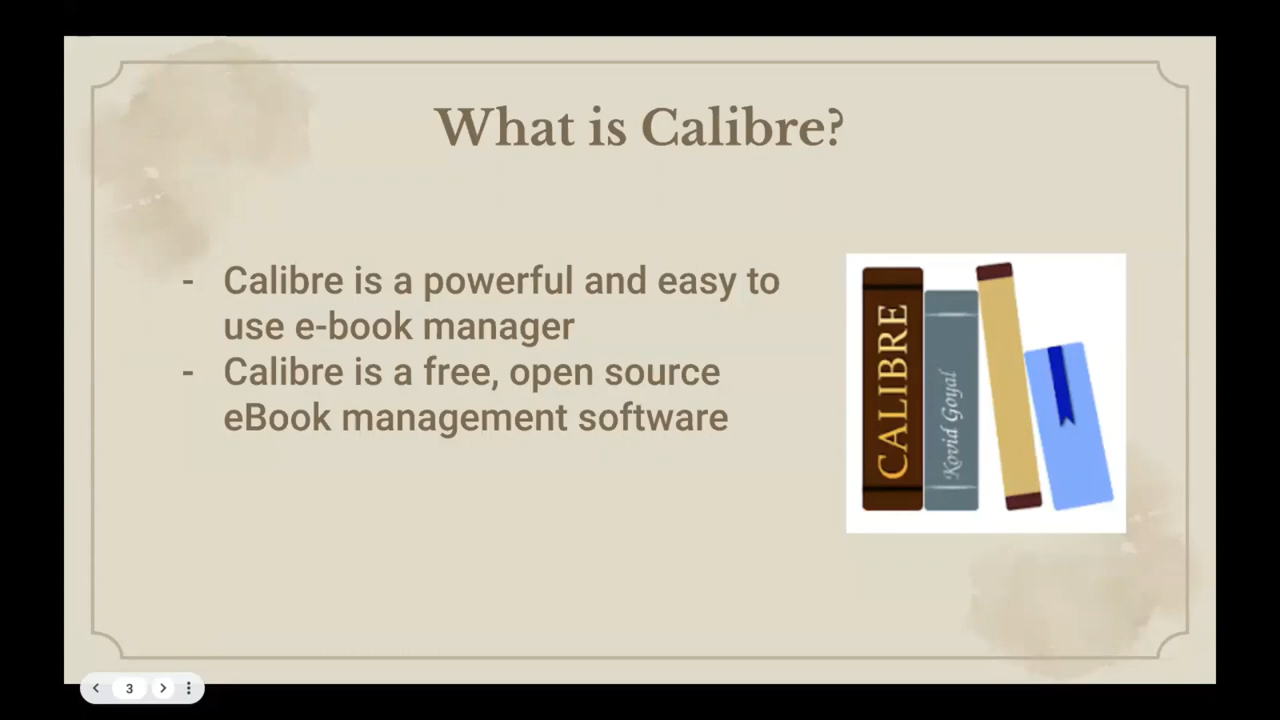 What is Calibre?
- Calibre is a powerful and easy to
use e-book manager
- Calibre is a free, open source
eBook management software
CALIBRE
Kovid Goyal
3